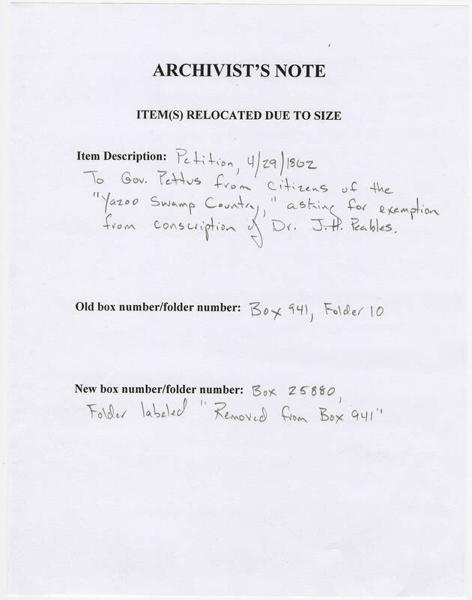 ARCHIVIST'S NOTE
ITEM(S) RELOCATED DUE TO SIZE
Item Description: Petition, 4/29/1862
To Gov. Pettus from citizens of the
"Yazoo Swamp Country," asking for exemption
from conscription of Dr. J.H. Peables.
Old box number/folder number: Box 941, Folder 10
New box number/folder number: Box 25880,
Folder labeled "Removed from Box 941"